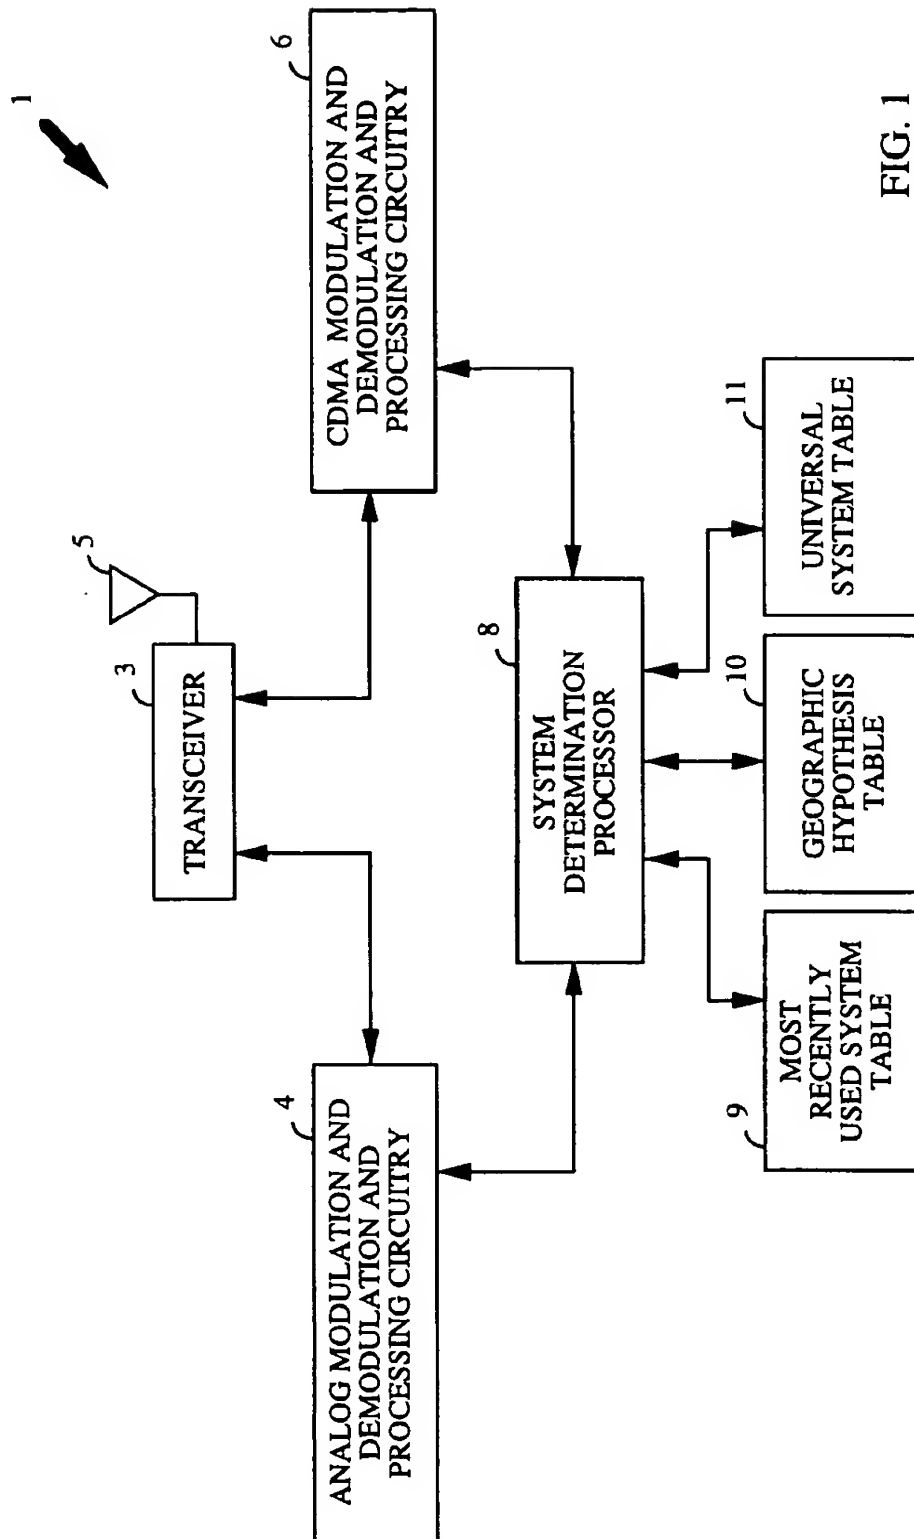 1
5
3
TRANSCEIVER
4
ANALOG MODULATION AND
DEMODULATION AND
PROCESSING CIRCUITRY
6
CDMA MODULATION AND
DEMODULATION AND
PROCESSING CIRCUITRY
8
SYSTEM
DETERMINATION
PROCESSOR
9
MOST
RECENTLY
USED SYSTEM
TABLE
10
GEOGRAPHIC
HYPOTHESIS
TABLE
11
UNIVERSAL
SYSTEM TABLE
FIG. 1